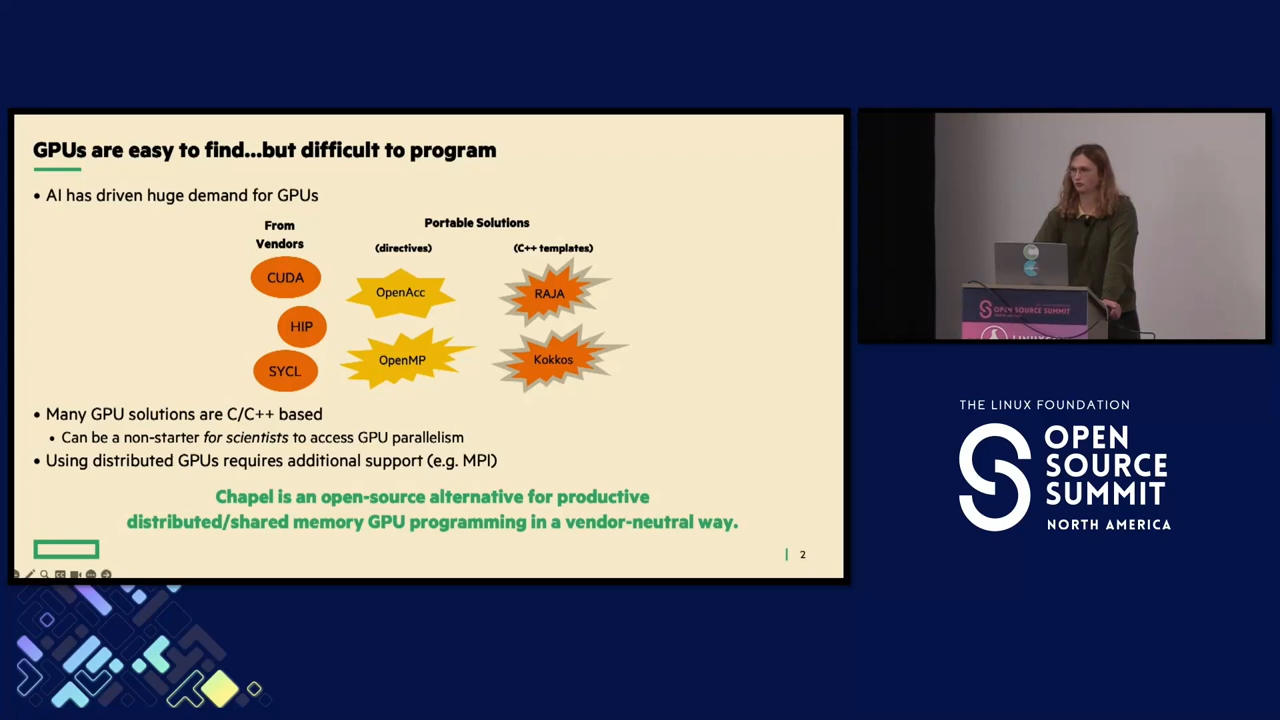 GPUs are easy to find...but difficult to program
• AI has driven huge demand for GPUs
From
Vendors
Portable Solutions
(directives)
(C++ templates)
CUDA
OpenAcc
RAJA
HIP
OpenMP
Kokkos
SYCL
• Many GPU solutions are C/C++ based
• Can be a non-starter for scientists to access GPU parallelism
• Using distributed GPUs requires additional support (e.g. MPI)
Chapel is an open-source alternative for productive
distributed/shared memory GPU programming in a vendor-neutral way.
2
OPEN SOURCE SUMMIT
THE LINUX FOUNDATION
OPEN
SOURCE
SUMMIT
NORTH AMERICA